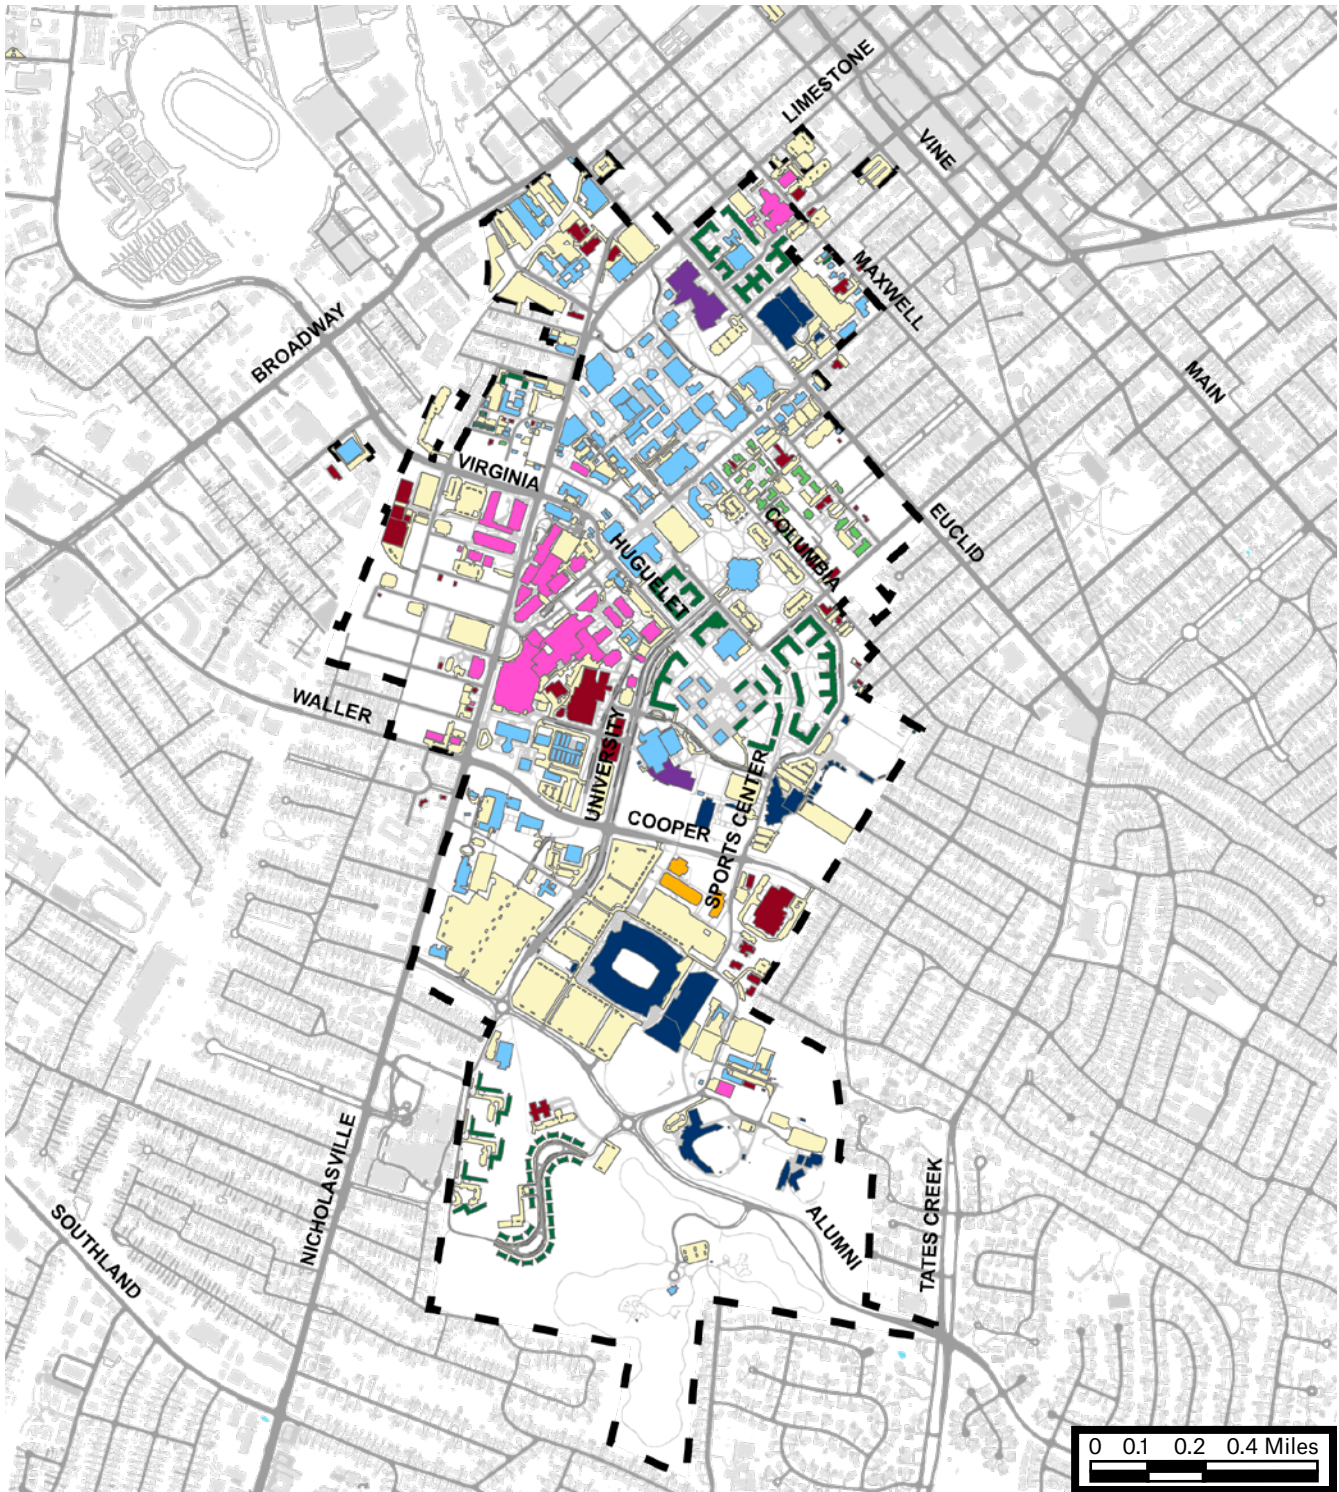 LIMESTONE
VINE
MAXWELL
BROADWAY
MAIN
VIRGINIA
EUCLID
COLUMBIA
HUGUELET
WALLER
UNIVERSITY
SPORTS CENTER
COOPER
NICHOLASVILLE
SOUTHLAND
ALUMNI
TATES CREEK
0 0.1 0.2 0.4 Miles